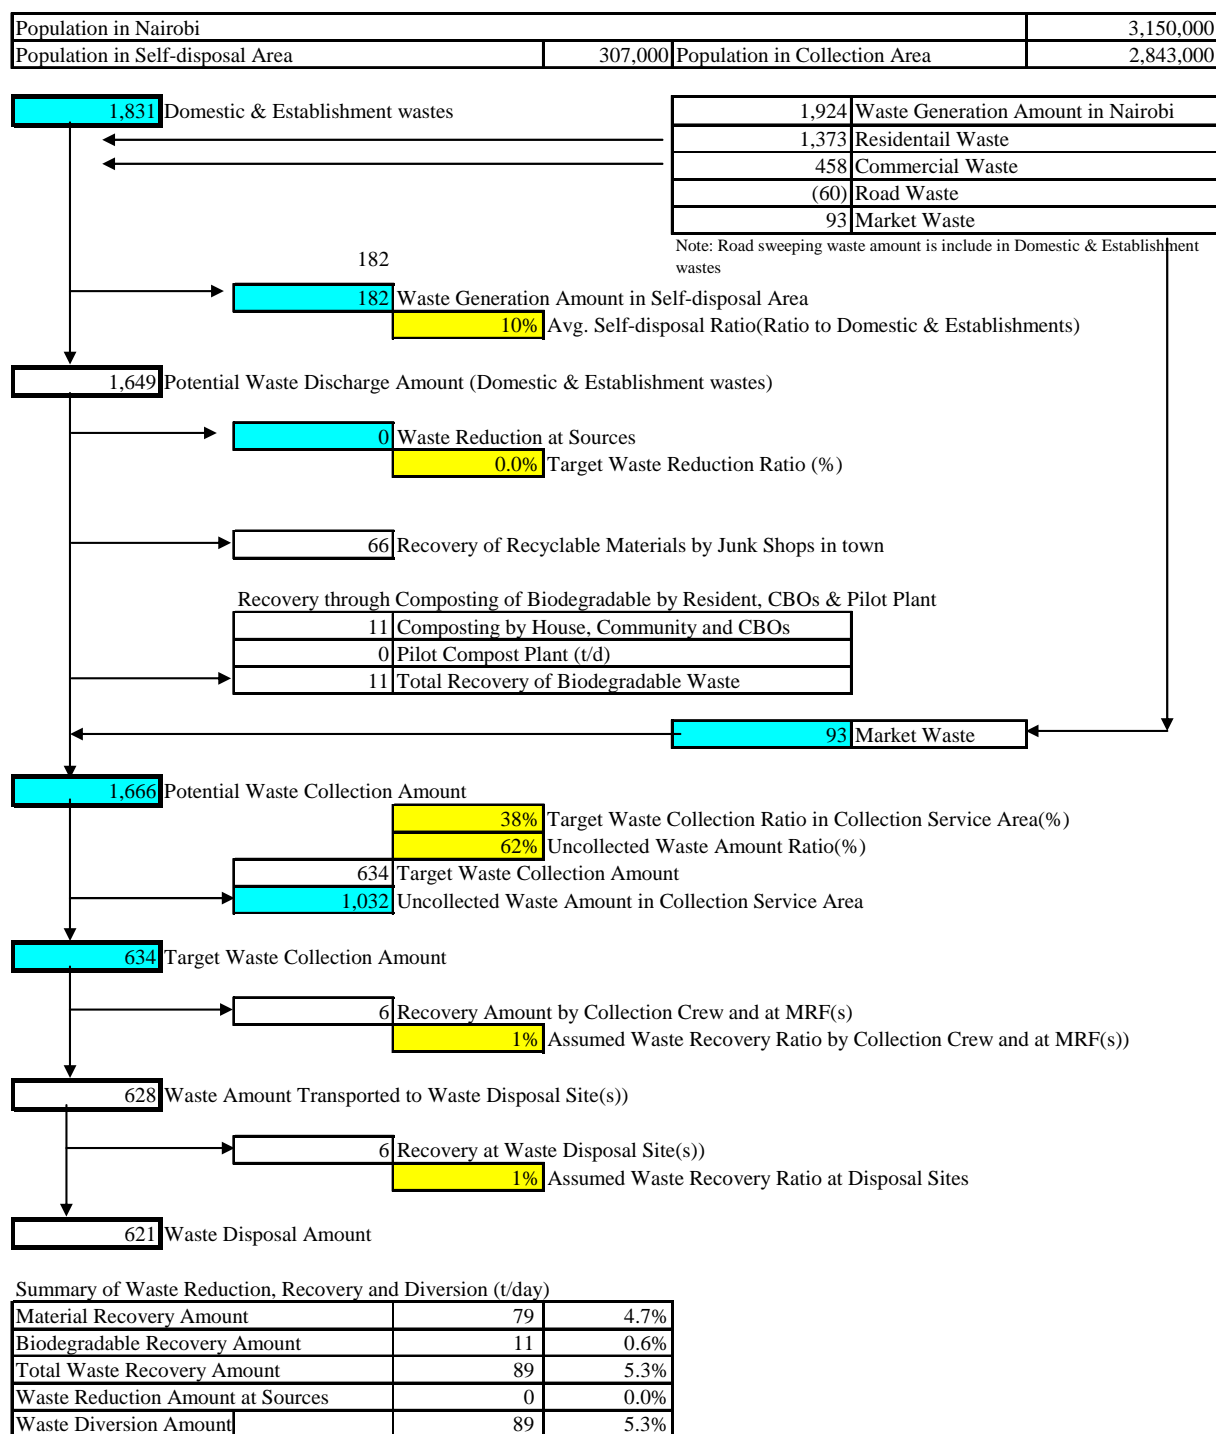 Population in Nairobi 3,150,000
Population in Self-disposal Area 307,000 Population in Collection Area 2,843,000
1,831 Domestic & Establishment wastes
1,924 Waste Generation Amount in Nairobi
1,373 Residentail Waste
458 Commercial Waste
(60) Road Waste
93 Market Waste
Note: Road sweeping waste amount is include in Domestic & Establishment
wastes
182
182 Waste Generation Amount in Self-disposal Area
10% Avg. Self-disposal Ratio(Ratio to Domestic & Establishments)
1,649 Potential Waste Discharge Amount (Domestic & Establishment wastes)
0 Waste Reduction at Sources
0.0% Target Waste Reduction Ratio (%)
66 Recovery of Recyclable Materials by Junk Shops in town
Recovery through Composting of Biodegradable by Resident, CBOs & Pilot Plant
11 Composting by House, Community and CBOs
0 Pilot Compost Plant (t/d)
11 Total Recovery of Biodegradable Waste
93 Market Waste
1,666 Potential Waste Collection Amount
38% Target Waste Collection Ratio in Collection Service Area(%)
62% Uncollected Waste Amount Ratio(%)
634 Target Waste Collection Amount
1,032 Uncollected Waste Amount in Collection Service Area
634 Target Waste Collection Amount
6 Recovery Amount by Collection Crew and at MRF(s)
1% Assumed Waste Recovery Ratio by Collection Crew and at MRF(s))
628 Waste Amount Transported to Waste Disposal Site(s))
6 Recovery at Waste Disposal Site(s))
1% Assumed Waste Recovery Ratio at Disposal Sites
621 Waste Disposal Amount
Summary of Waste Reduction, Recovery and Diversion (t/day)
Material Recovery Amount 79 4.7%
Biodegradable Recovery Amount 11 0.6%
Total Waste Recovery Amount 89 5.3%
Waste Reduction Amount at Sources 0 0.0%
Waste Diversion Amount 89 5.3%